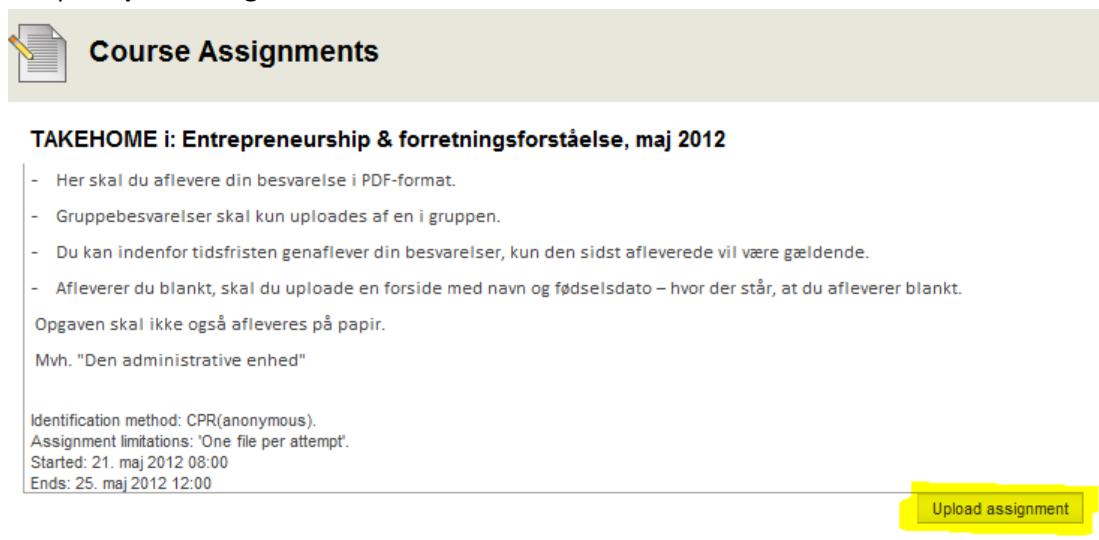 Course Assignments
TAKEHOME i: Entrepreneurship & forretningsforståelse, maj 2012
- Her skal du aflevere din besvarelse i PDF-format.
- Gruppebesvarelser skal kun uploades af en i gruppen.
- Du kan indenfor tidsfristen genaflever din besvarelser, kun den sidst afleverede vil være gældende.
- Afleverer du blankt, skal du uploade en forside med navn og fødselsdato – hvor der står, at du afleverer blankt.
Opgaven skal ikke også afleveres på papir.
Mvh. "Den administrative enhed"
Identification method: CPR(anonymous).
Assignment limitations: 'One file per attempt'.
Started: 21. maj 2012 08:00
Ends: 25. maj 2012 12:00
Upload assignment